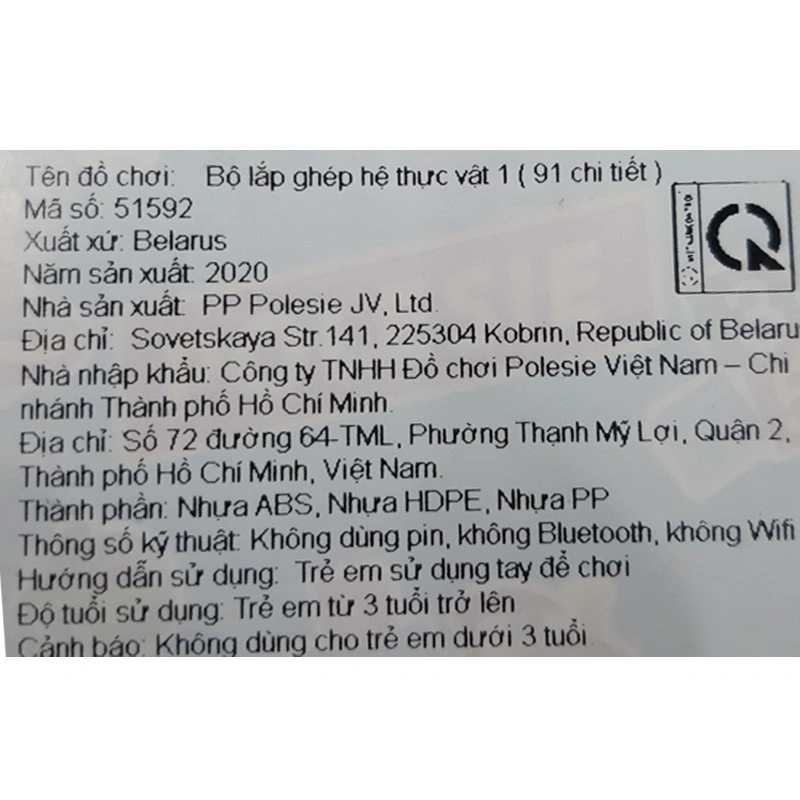 Tên đồ chơi: Bộ lắp ghép hệ thực vật 1 ( 91 chi tiết )
Mã số: 51592
Xuất xứ: Belarus
Năm sản xuất: 2020
Nhà sản xuất: PP Polesie JV, Ltd.
Địa chỉ: Sovetskaya Str.141, 225304 Kobrin, Republic of Belaru
Nhà nhập khẩu: Công ty TNHH Đồ chơi Polesie Việt Nam – Chi
nhánh Thành phố Hồ Chí Minh.
Địa chỉ: Số 72 đường 64-TML, Phường Thạnh Mỹ Lợi, Quận 2,
Thành phố Hồ Chí Minh, Việt Nam.
Thành phần: Nhựa ABS, Nhựa HDPE, Nhựa PP
Thông số kỹ thuật: Không dùng pin, không Bluetooth, không Wifi
Hướng dẫn sử dụng: Trẻ em sử dụng tay để chơi
Độ tuổi sử dụng: Trẻ em từ 3 tuổi trở lên
Cảnh báo: Không dùng cho trẻ em dưới 3 tuổi.